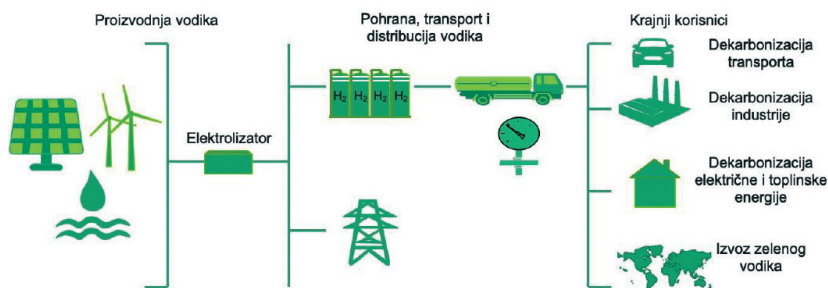 Proizvodnja vodika
Pohrana, transport i
distribucija vodika
Krajnji korisnici
Elektrolizator
H2 H2 H2 H2
Dekarbonizacija
transporta
Dekarbonizacija
industrije
Dekarbonizacija
električne i toplinske
energije
Izvoz zelenog
vodika